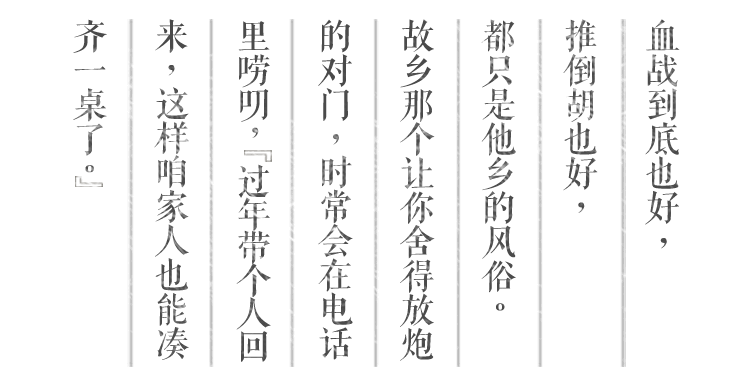 血战到底也好，
推倒胡也好，
都只是他乡的风俗。
故乡那个让你舍得放炮
的对门，时常会在电话
里唠叨，『过年带个人回
来，这样咱家人也能凑
齐一桌了。』